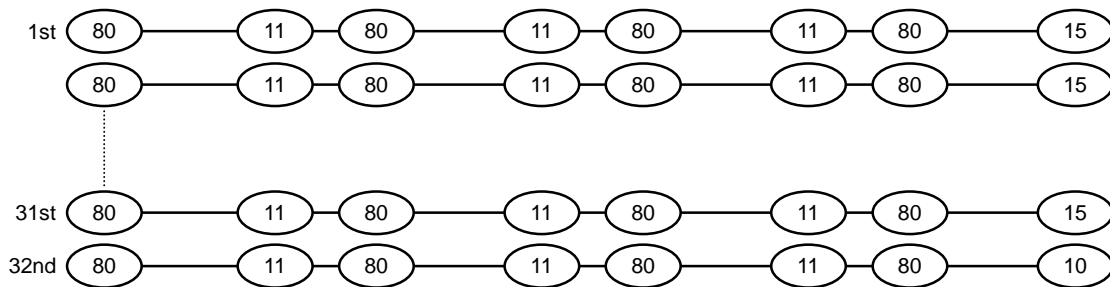 1st 80 11 80 11 80 11 80 15
80 11 80 11 80 11 80 15
31st 80 11 80 11 80 11 80 15
32nd 80 11 80 11 80 11 80 10